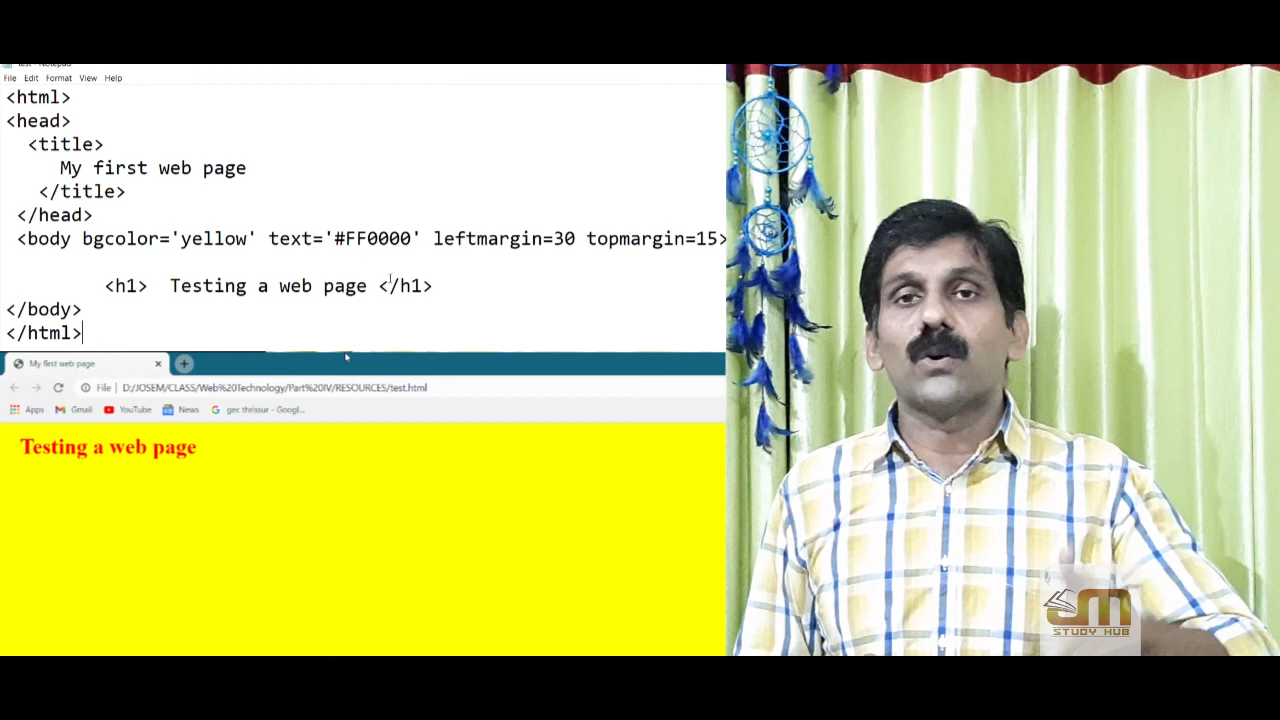 File Edit Format View Help
<html>
<head>
<title>
My first web page
</title>
</head>
<body bgcolor='yellow' text='#FF0000' leftmargin=30 topmargin=15>
<h1> Testing a web page </h1>
</body>
</html>
My first web page
File D:/JOSEM/CLASS/Web%20Technology/Part%20IV/RESOURCES/test.html
Apps Gmail YouTube News gec thrissur - Googl...
Testing a web page
JM
STUDY HUB